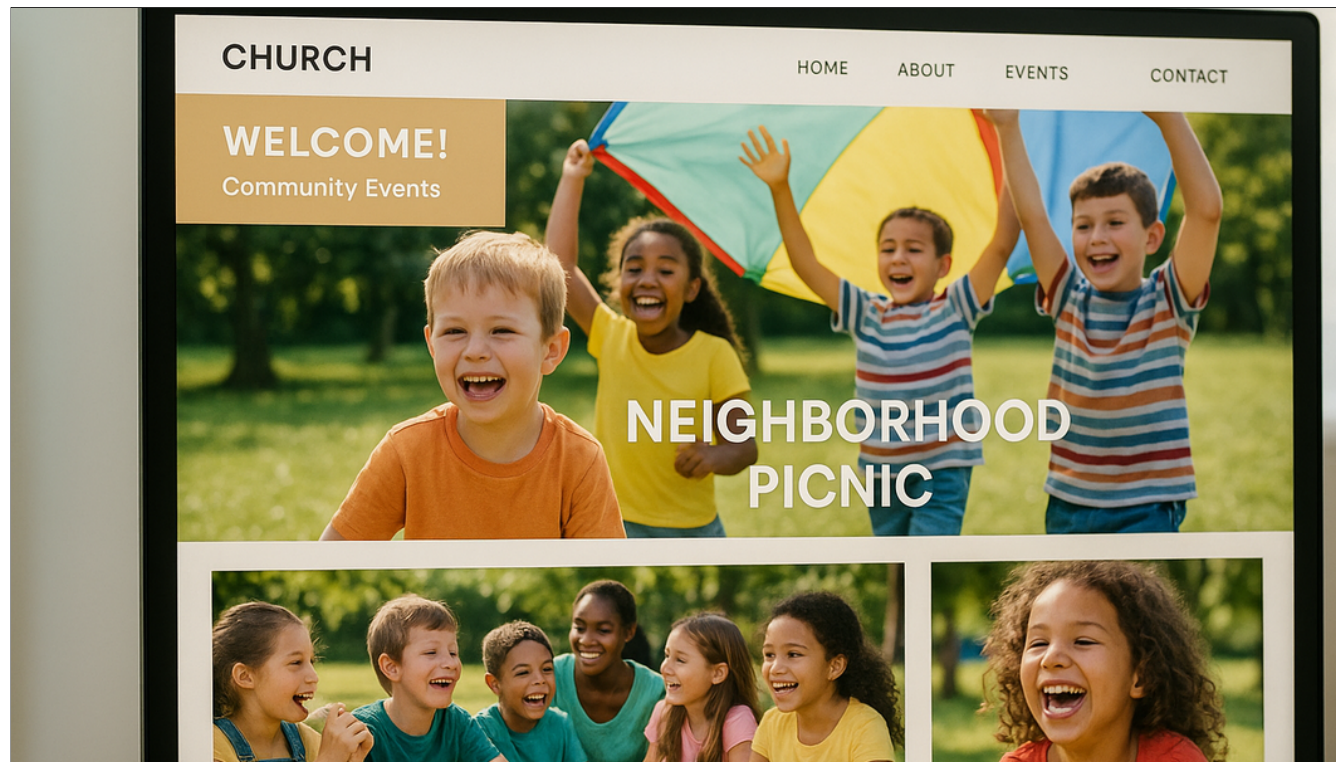 CHURCH
HOME ABOUT EVENTS CONTACT
WELCOME!
Community Events
NEIGHBORHOOD
PICNIC